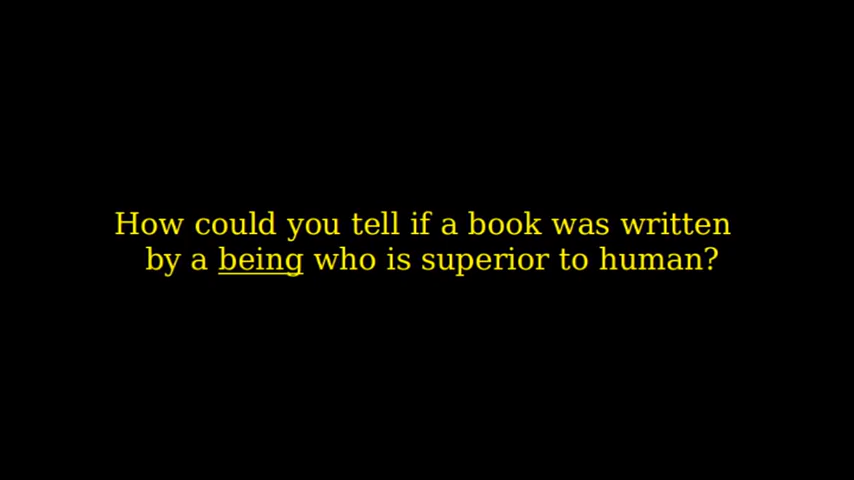 How could you tell if a book was written
by a being who is superior to human?